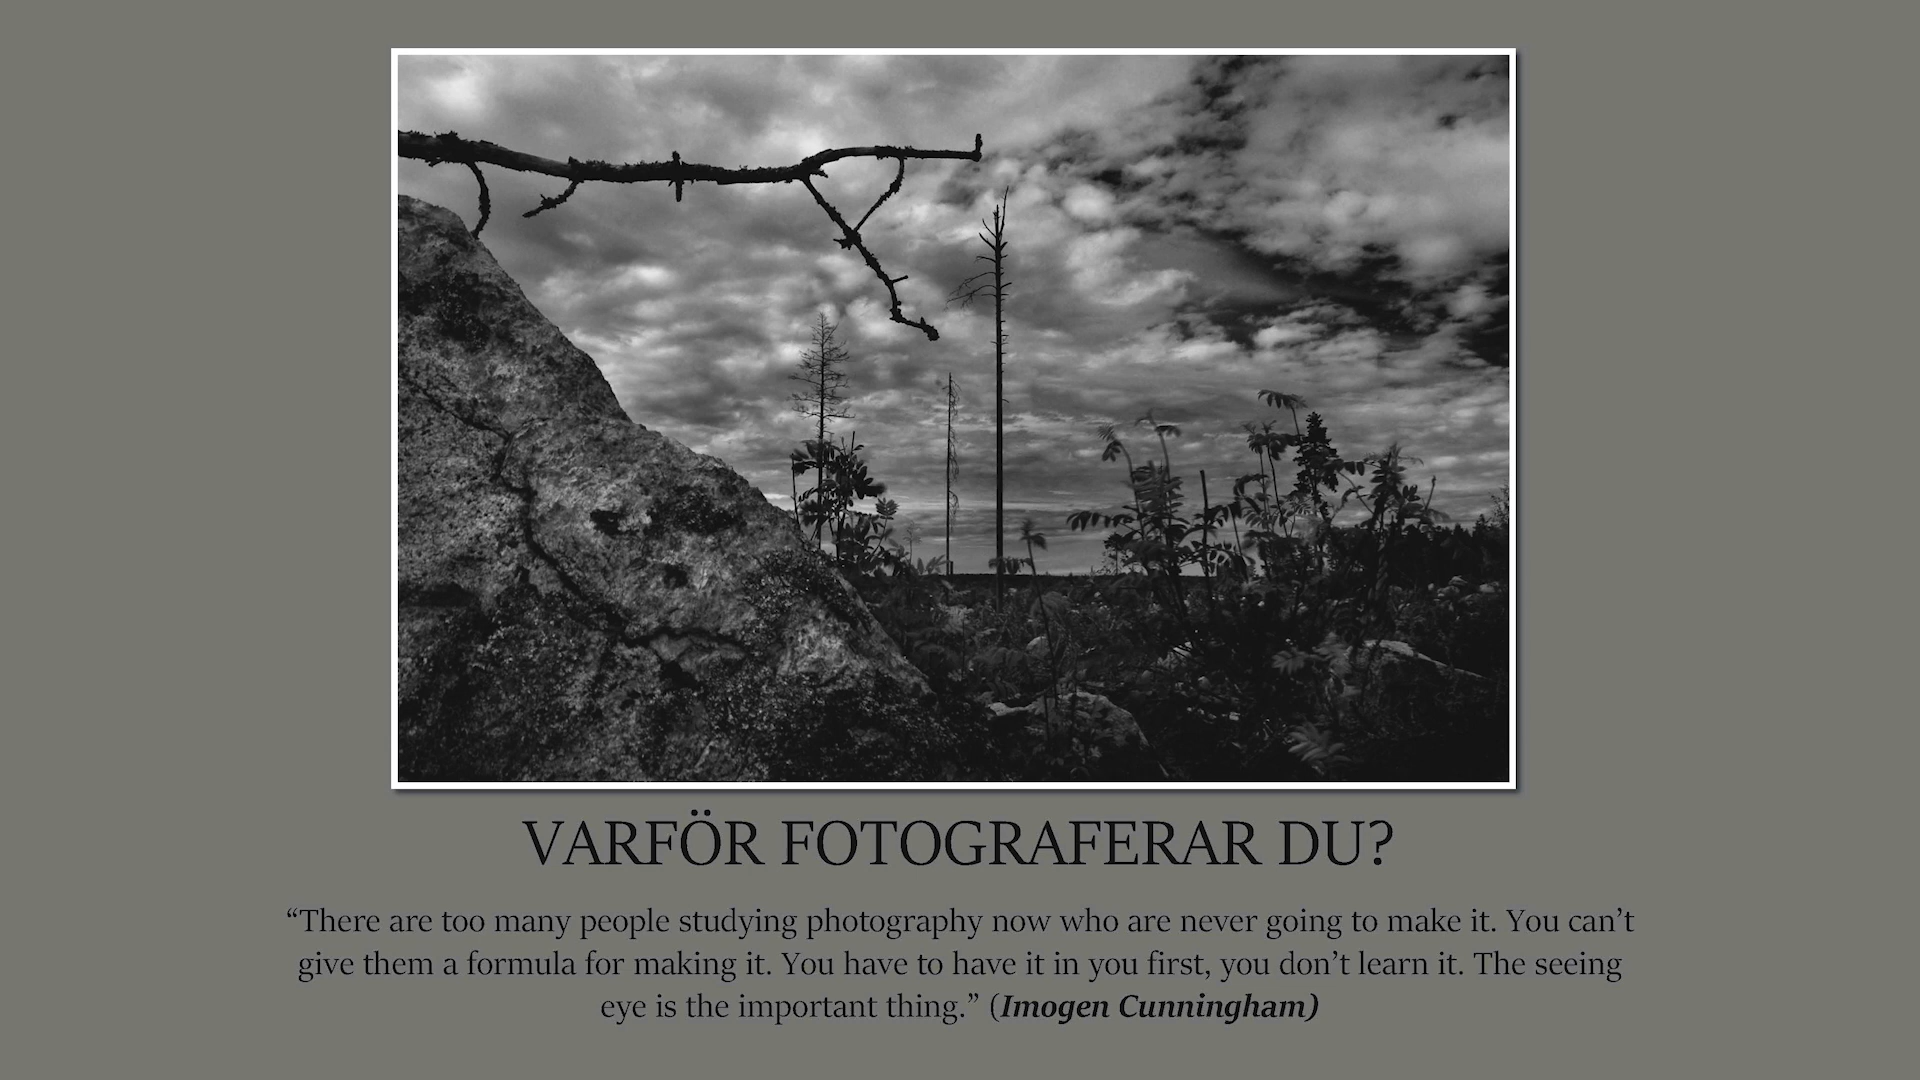 VARFÖR FOTOGRAFERAR DU?
“There are too many people studying photography now who are never going to make it. You can’t
give them a formula for making it. You have to have it in you first, you don’t learn it. The seeing
eye is the important thing.” (Imogen Cunningham)